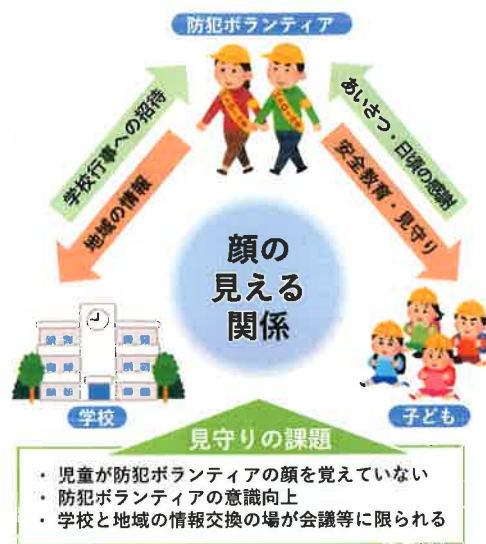 防犯ボランティア
学校行事への招待
地域の情報
あいさつ・日頃の感謝
安全教育・見守り
顔の
見える
関係
学校
子ども
見守りの課題
・ 児童が防犯ボランティアの顔を覚えていない
・ 防犯ボランティアの意識向上
・ 学校と地域の情報交換の場が会議等に限られる